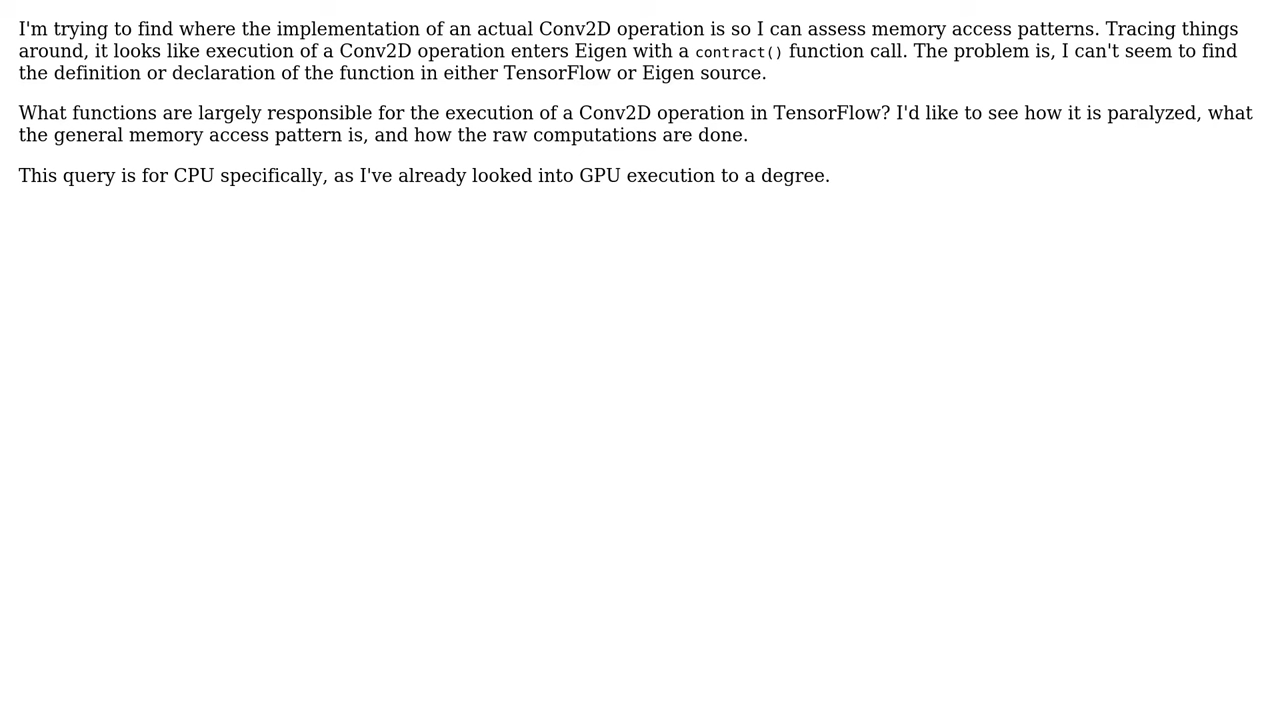 I'm trying to find where the implementation of an actual Conv2D operation is so I can assess memory access patterns. Tracing things
around, it looks like execution of a Conv2D operation enters Eigen with a contract() function call. The problem is, I can't seem to find
the definition or declaration of the function in either TensorFlow or Eigen source.
What functions are largely responsible for the execution of a Conv2D operation in TensorFlow? I'd like to see how it is paralyzed, what
the general memory access pattern is, and how the raw computations are done.
This query is for CPU specifically, as I've already looked into GPU execution to a degree.